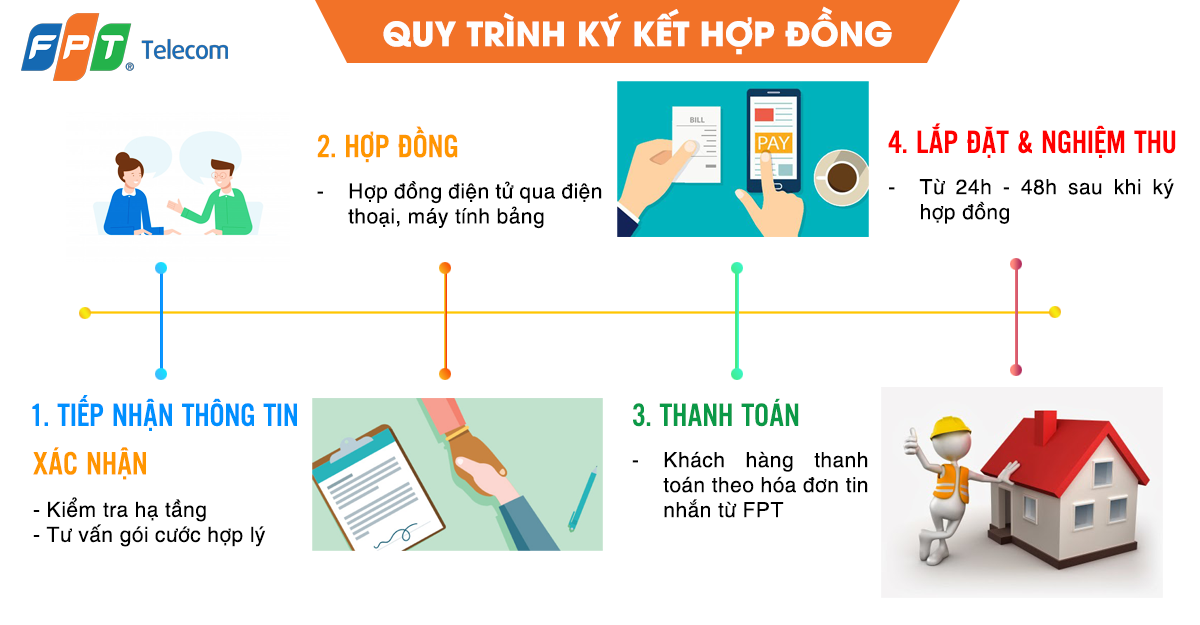 FPT® Telecom
QUY TRÌNH KÝ KẾT HỢP ĐỒNG
1. TIẾP NHẬN THÔNG TIN
XÁC NHẬN
- Kiểm tra hạ tầng
- Tư vấn gói cước hợp lý
2. HỢP ĐỒNG
- Hợp đồng điện tử qua điện
thoại, máy tính bảng
BILL
PAY
3. THANH TOÁN
- Khách hàng thanh
toán theo hóa đơn tin
nhắn từ FPT
4. LẮP ĐẶT & NGHIỆM THU
- Từ 24h - 48h sau khi ký
hợp đồng